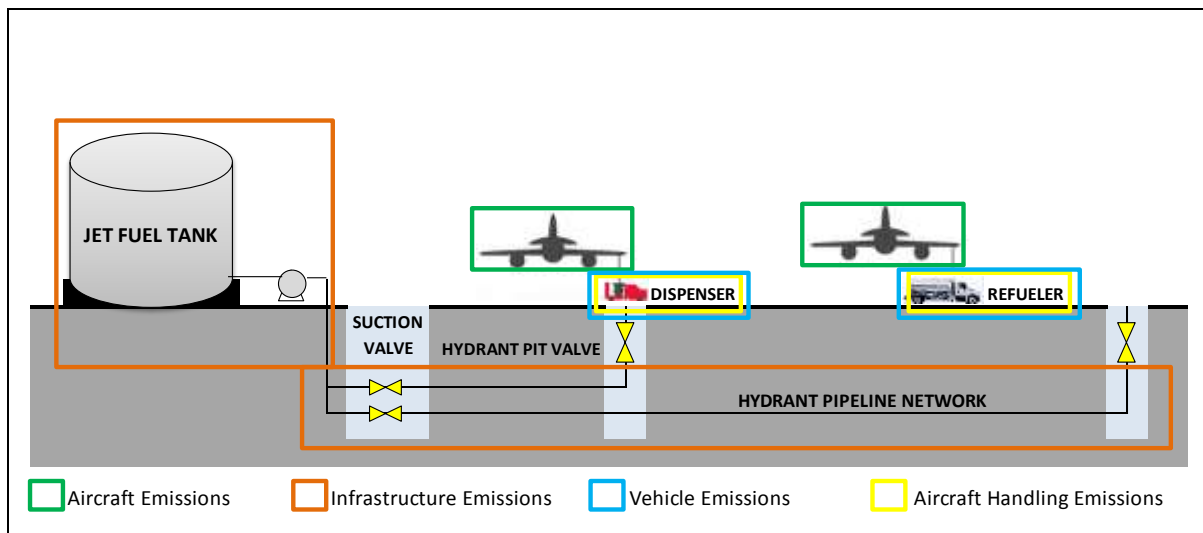 JET FUEL TANK
DISPENSER
REFUELER
SUCTION
VALVE
HYDRANT PIT VALVE
HYDRANT PIPELINE NETWORK
Aircraft Emissions
Infrastructure Emissions
Vehicle Emissions
Aircraft Handling Emissions